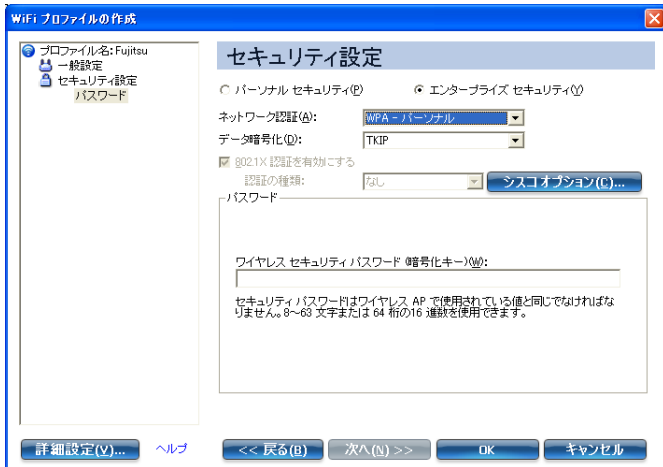 WiFi プロファイルの作成
プロファイル名: Fujitsu
一般設定
セキュリティ設定
パスワード
セキュリティ設定
パーソナル セキュリティ(P)
エンタープライズ セキュリティ(Y)
ネットワーク認証(A):
WPA - パーソナル
データ暗号化(D):
TKIP
802.1X 認証を有効にする
認証の種類:
なし
シスコ オプション(C)...
パスワード
ワイヤレス セキュリティ パスワード (暗号化キー)(W):
セキュリティ パスワードはワイヤレス AP で使用されている値と同じでなければな
りません。8~63 文字または 64 桁の16 進数を使用できます。
詳細設定(V)...
ヘルプ
<< 戻る(B)
次へ(N) >>
OK
キャンセル